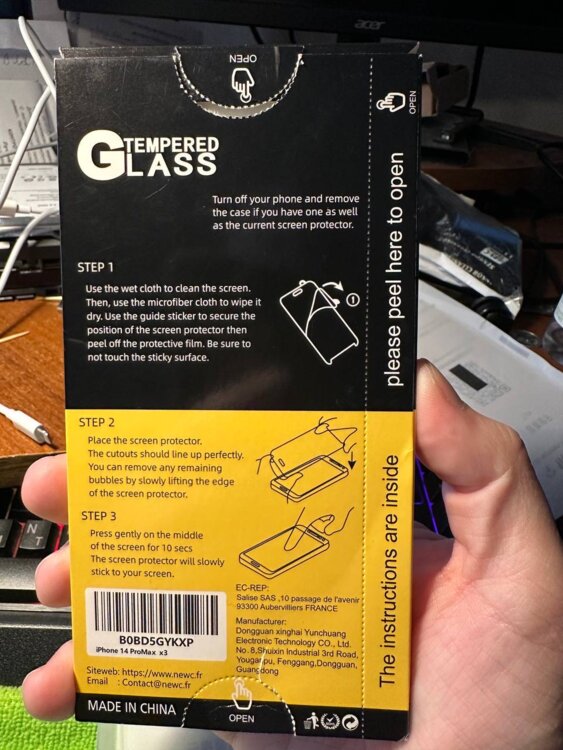 acer
OPEN
OPEN
GTEMPERED
LASS
Turn off your phone and remove
the case if you have one as well
as the current screen protector.
STEP 1
Use the wet cloth to clean the screen.
Then, use the microfiber cloth to wipe it
dry. Use the guide sticker to secure the
position of the screen protector then
peel off the protective film. Be sure to
not touch the sticky surface.
1
please peel here to open
STEP 2
Place the screen protector.
The cutouts should line up perfectly.
You can remove any remaining
bubbles by slowly lifting the edge
of the screen protector.
STEP 3
Press gently on the middle
of the screen for 10 secs
The screen protector will slowly
stick to your screen.
The instructions are inside
B0BD5GYKXP
iPhone 14 ProMax x3
EC-REP:
Salise SAS ,10 passage de l'avenir
93300 Aubervilliers FRANCE
Manufacturer:
Dongguan xinghai Yunchuang
Electronic Technology CO., Ltd.
No. 8,Shuixin Industrial 3rd Road,
Youganpu, Fenggang,Dongguan,
Guangdong
Siteweb: https://www.newc.fr
Email : Contact@newc.fr
MADE IN CHINA
OPEN
N
T